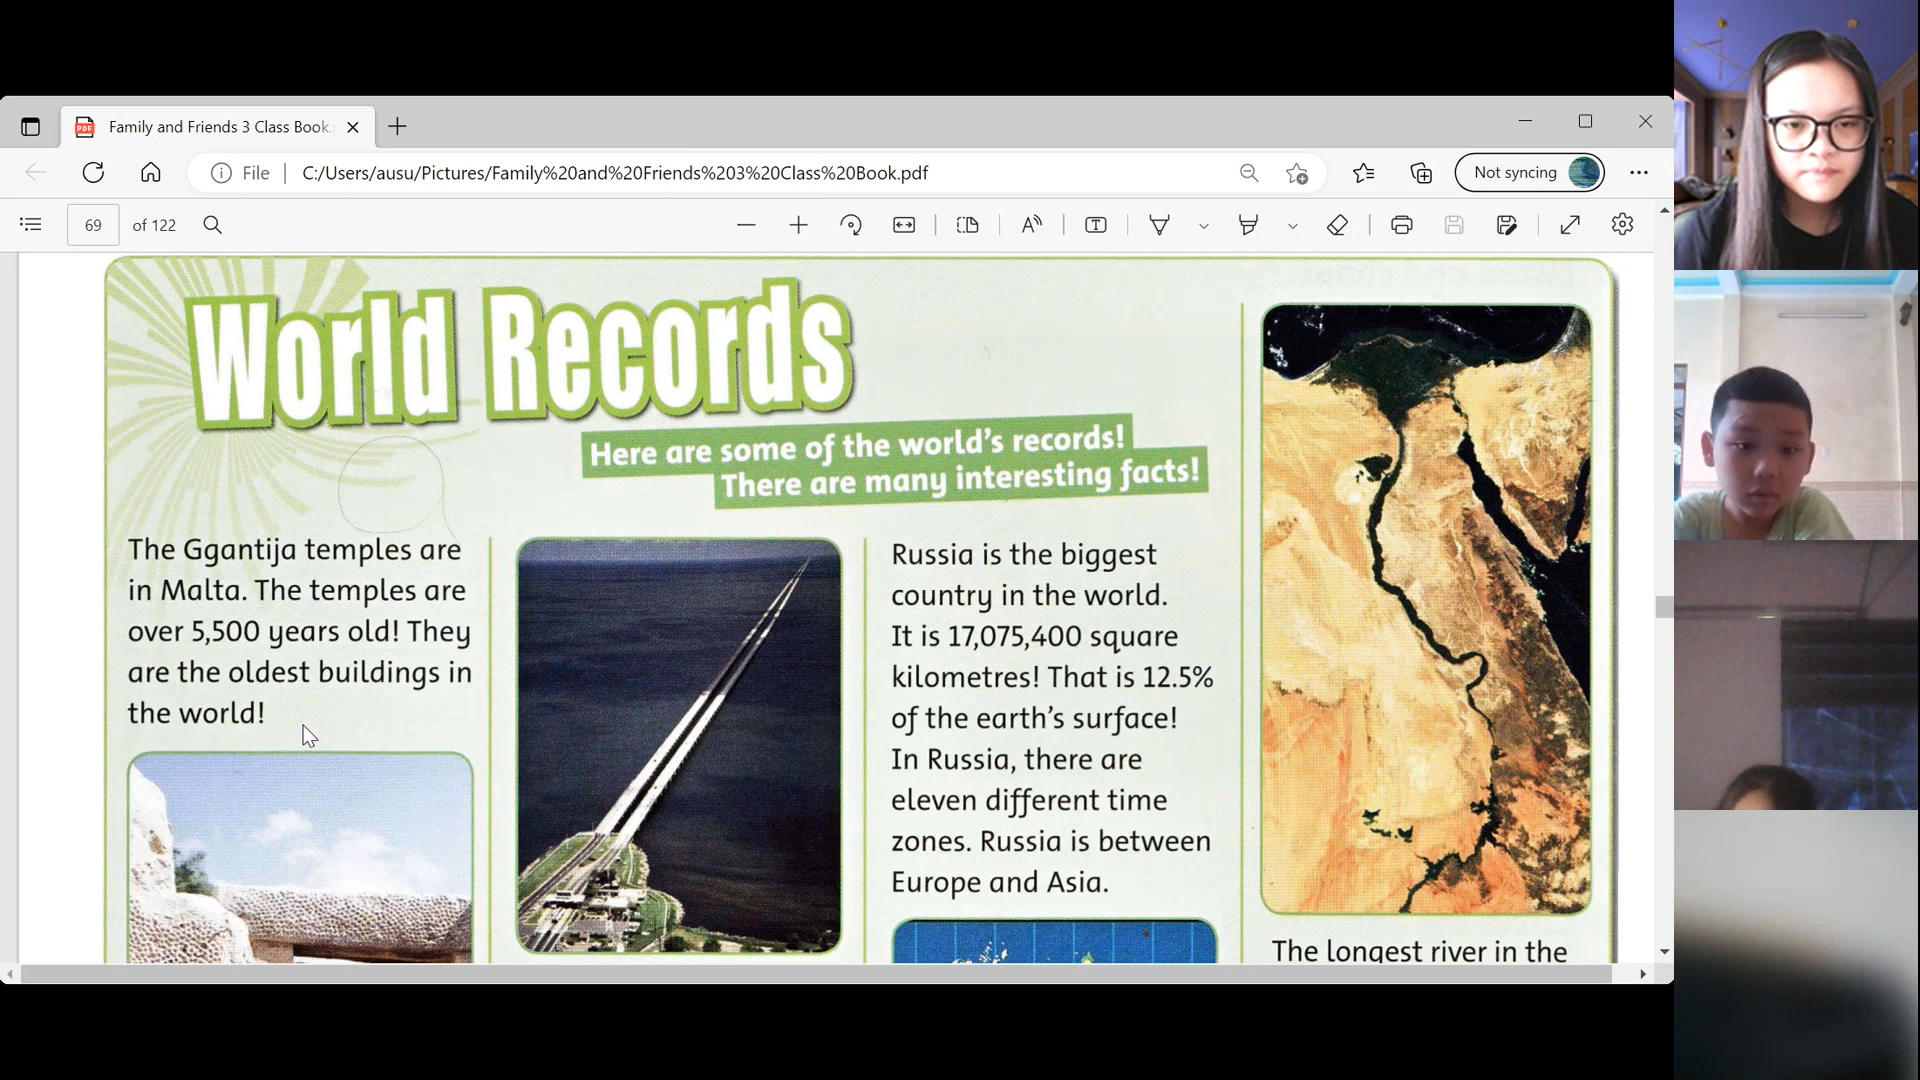 Family and Friends 3 Class Book.
File
C:/Users/ausu/Pictures/Family%20and%20Friends%203%20Class%20Book.pdf
Not syncing
69 of 122
World Records
Here are some of the world's records!
There are many interesting facts!
The Ggantija temples are
in Malta. The temples are
over 5,500 years old! They
are the oldest buildings in
the world!
Russia is the biggest
country in the world.
It is 17,075,400 square
kilometres! That is 12.5%
of the earth's surface!
In Russia, there are
eleven different time
zones. Russia is between
Europe and Asia.
The longest river in the